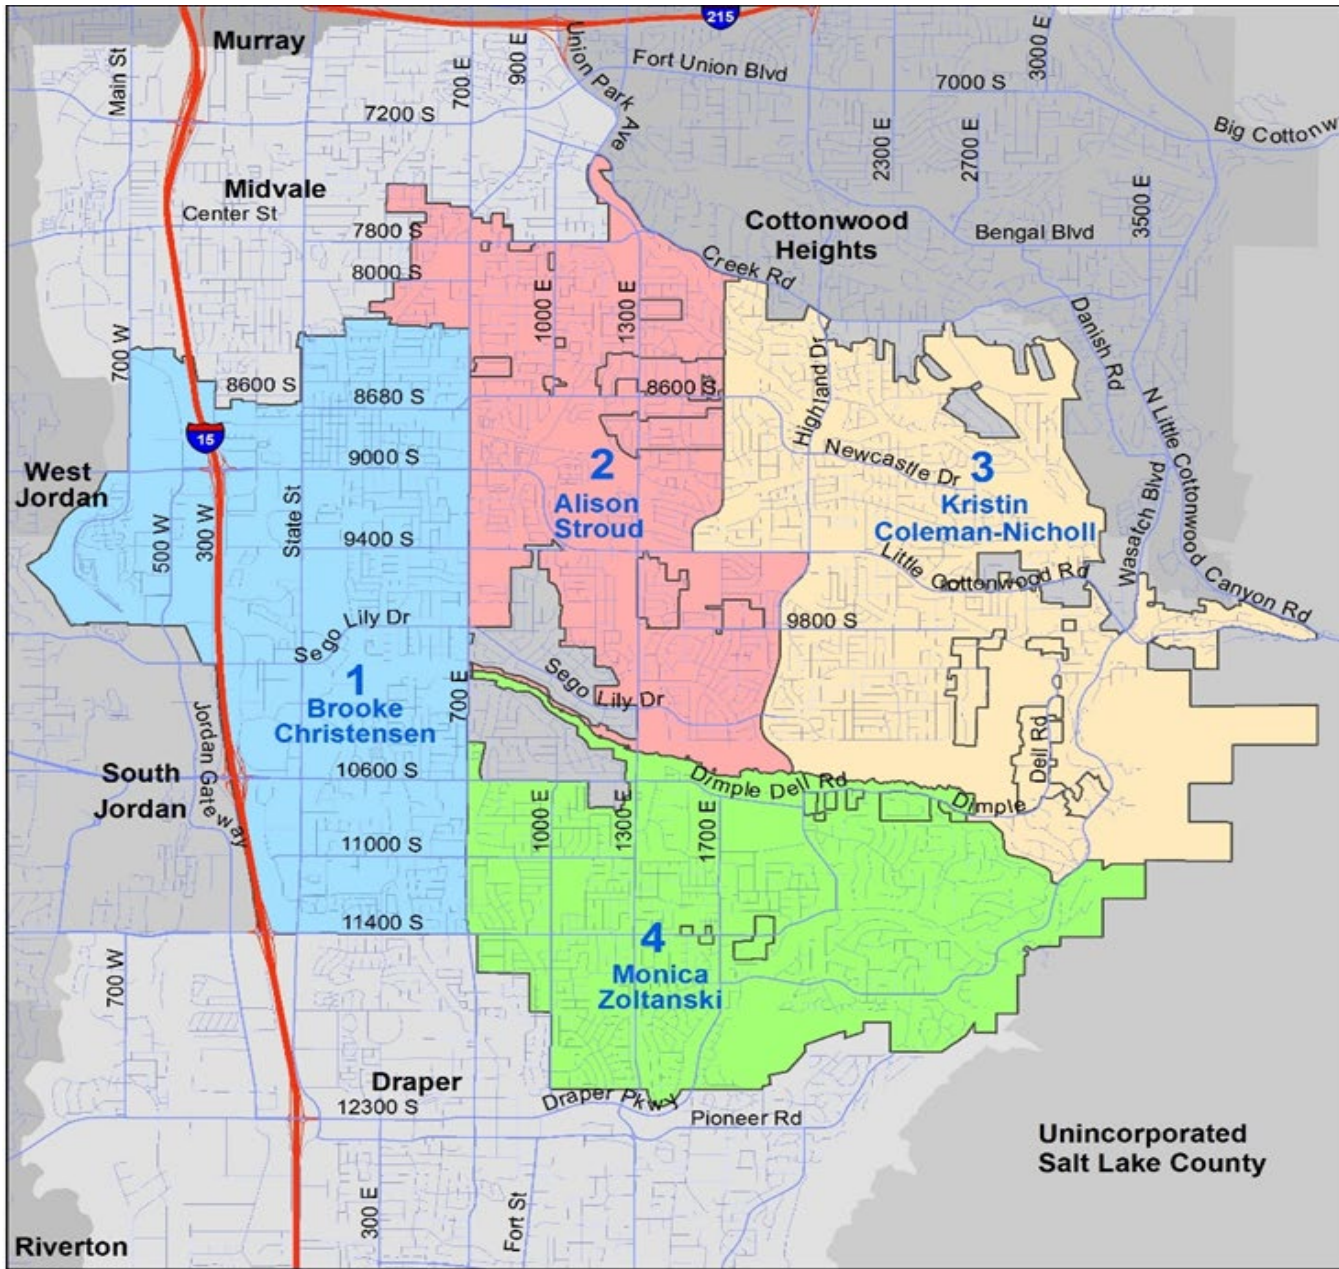 215
Murray
Main St
700 E
900 E
Union Park Ave
Fort Union Blvd
3000 E
7000 S
7200 S
2300 E
2700 E
Big Cottonw
Midvale
Center St
7800 S
8000 S
Cottonwood
Heights
Bengal Blvd
3500 E
Creek Rd
1000 E
1300 E
Danish Rd
700 W
8600 S
8680 S
8600 S
Highland Dr
N Little Cottonwood Canyon Rd
15
9000 S
Newcastle Dr
West
Jordan
2
Alison
Stroud
3
Kristin
Coleman-Nicholl
Wasatch Blvd
500 W
300 W
State St
9400 S
Little Cottonwood Rd
9800 S
Sego Lily Dr
Sego Lily Dr
1
Brooke
Christensen
700 E
Jordan Gateway
South
Jordan
10600 S
Dimple Dell Rd
Dimple
Dell Rd
1000 E
1300 E
1700 E
11000 S
11400 S
4
Monica
Zoltanski
700 W
Draper
12300 S
Draper Pkwy
Pioneer Rd
Unincorporated
Salt Lake County
300 E
Fort St
Riverton